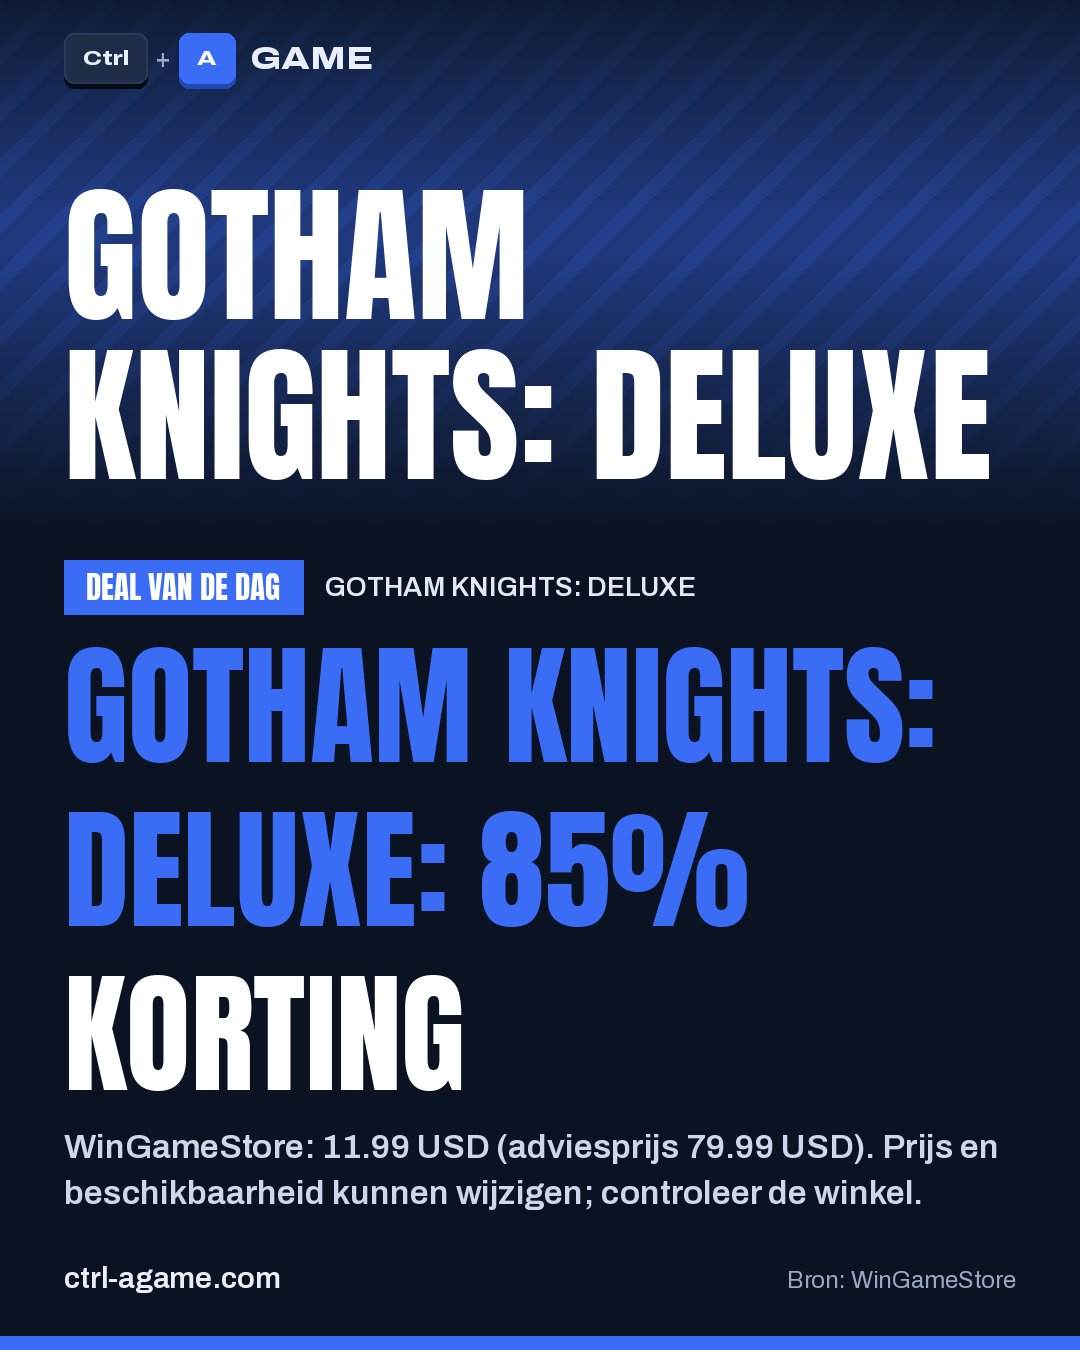 Ctrl + A GAME
GOTHAM
KNIGHTS: DELUXE
DEAL VAN DE DAG GOTHAM KNIGHTS: DELUXE
GOTHAM KNIGHTS:
DELUXE: 85%
KORTING
WinGameStore: 11.99 USD (adviesprijs 79.99 USD). Prijs en
beschikbaarheid kunnen wijzigen; controleer de winkel.
ctrl-agame.com Bron: WinGameStore